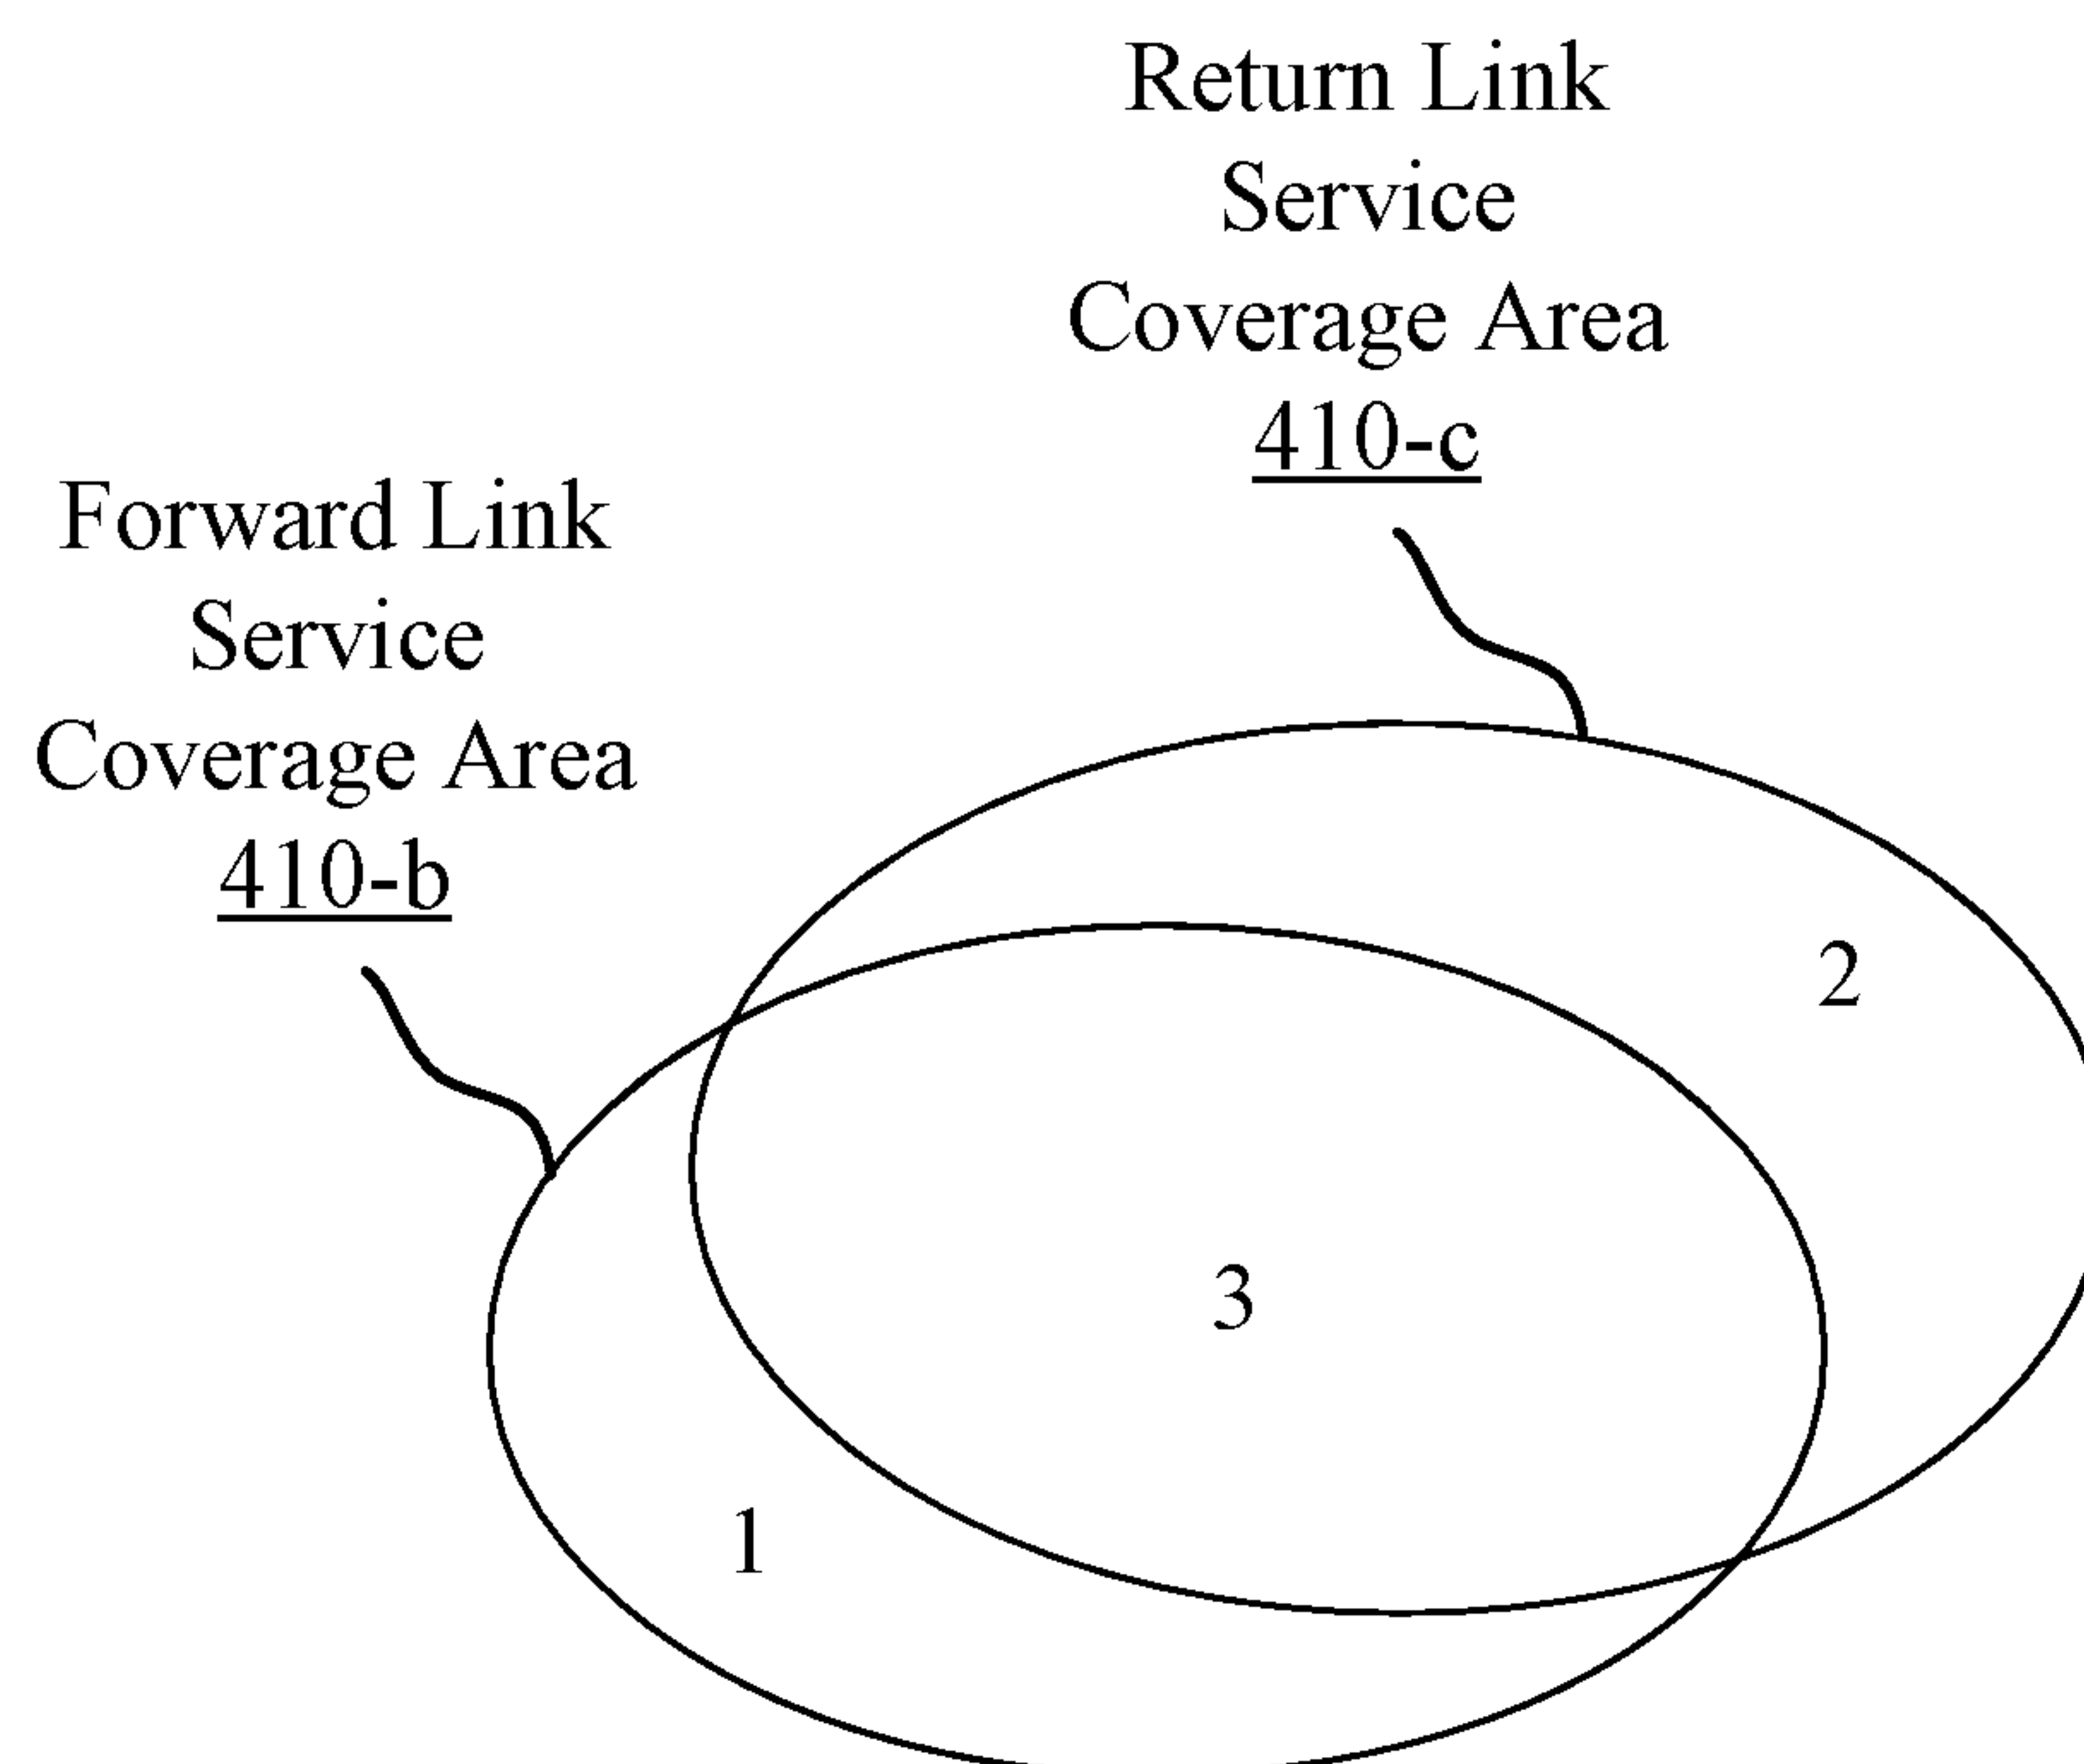 Return Link
Service
Coverage Area
410-c
Forward Link
Service
Coverage Area
410-b
2
3
1